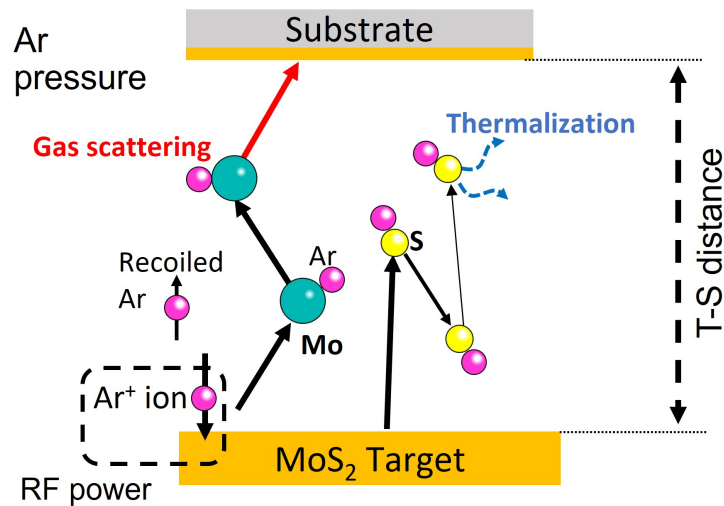 Substrate
Ar
pressure
Gas scattering
Thermalization
S
Ar
Recoiled
Ar
Mo
T-S distance
Ar⁺ ion
MoS₂ Target
RF power